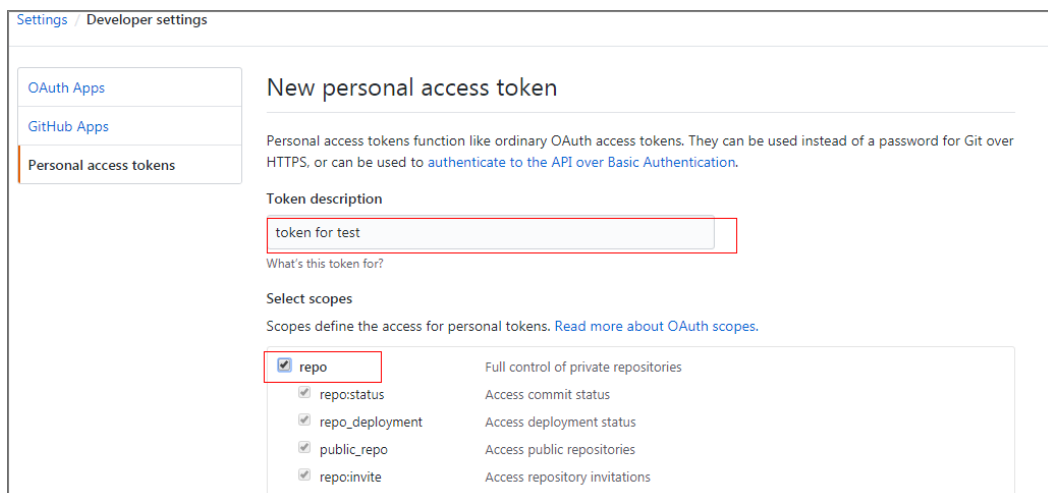 Settings / Developer settings
OAuth Apps
GitHub Apps
Personal access tokens
New personal access token
Personal access tokens function like ordinary OAuth access tokens. They can be used instead of a password for Git over
HTTPS, or can be used to authenticate to the API over Basic Authentication.
Token description
token for test
What's this token for?
Select scopes
Scopes define the access for personal tokens. Read more about OAuth scopes.
repo Full control of private repositories
repo:status Access commit status
repo_deployment Access deployment status
public_repo Access public repositories
repo:invite Access repository invitations